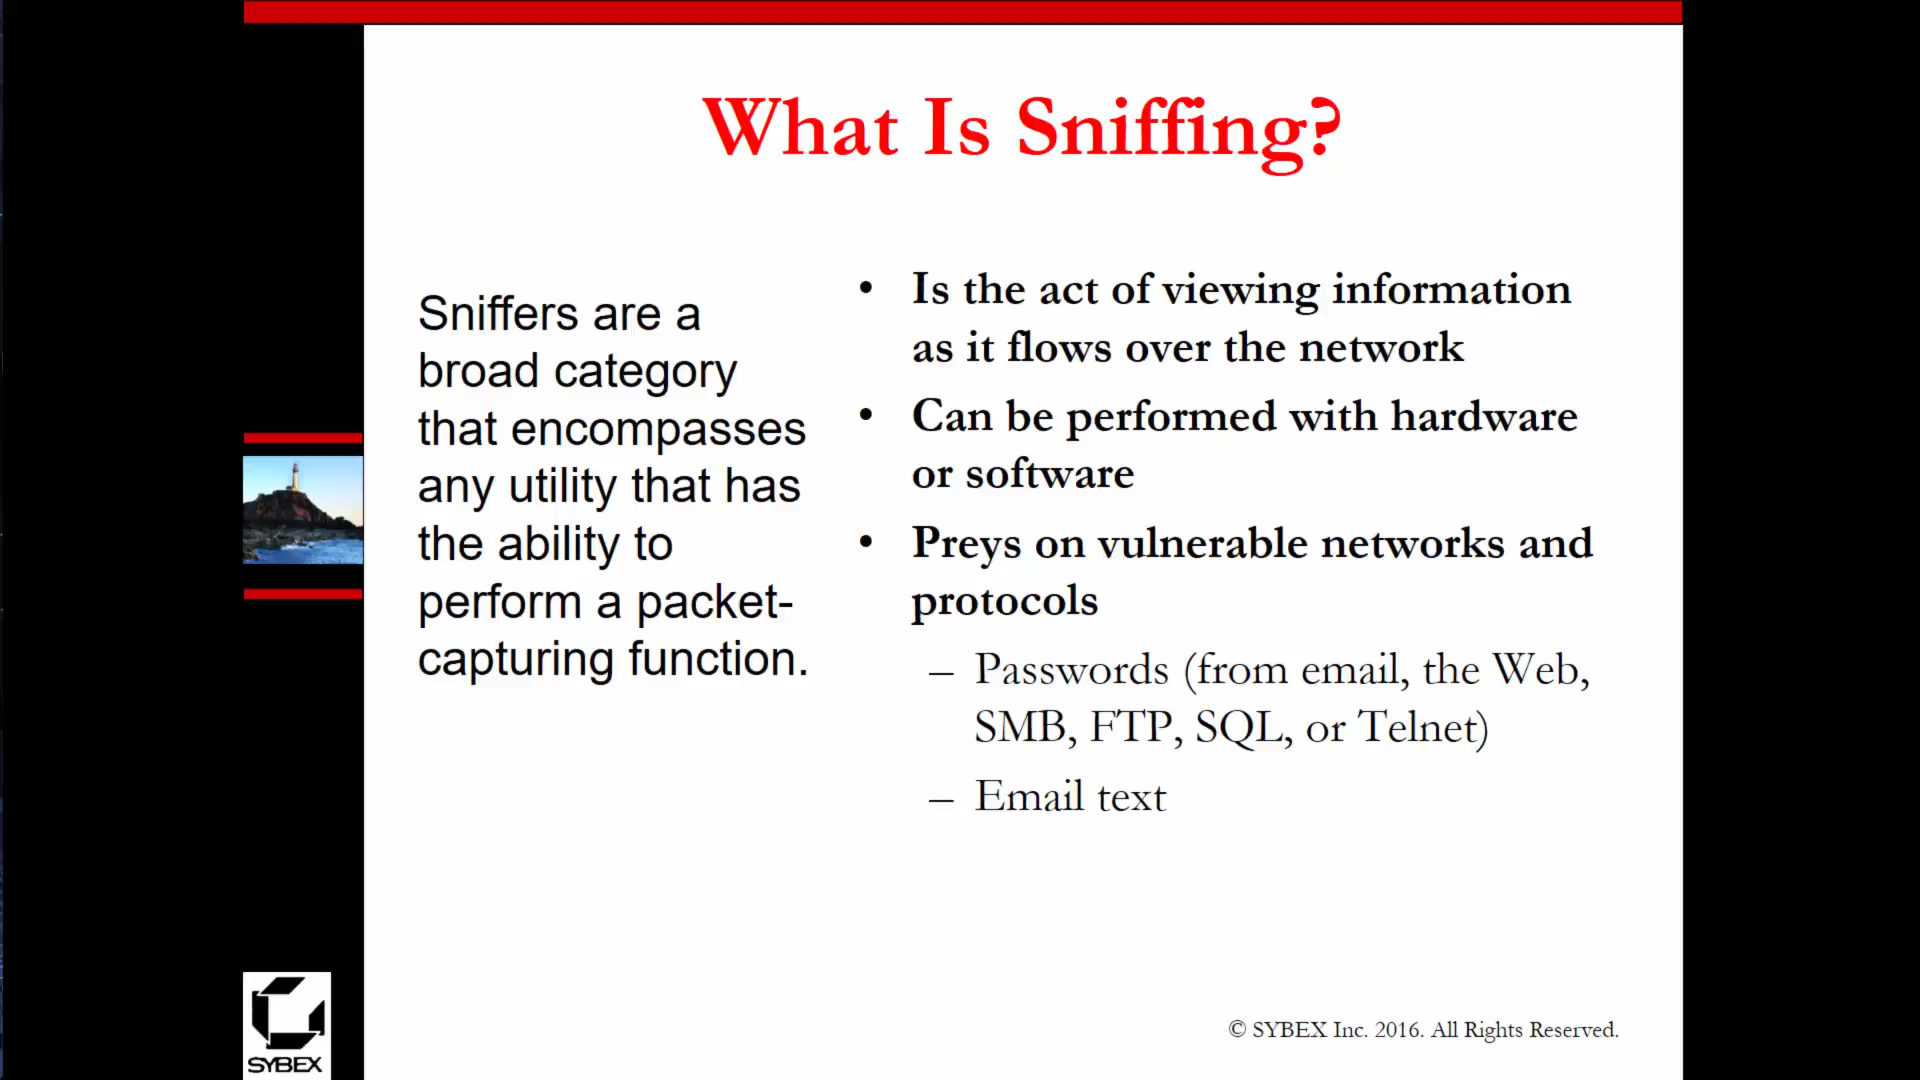 What Is Sniffing?
Sniffers are a
broad category
that encompasses
any utility that has
the ability to
perform a packet-
capturing function.
• Is the act of viewing information
as it flows over the network
• Can be performed with hardware
or software
• Preys on vulnerable networks and
protocols
– Passwords (from email, the Web,
SMB, FTP, SQL, or Telnet)
– Email text
SYBEX
© SYBEX Inc. 2016. All Rights Reserved.